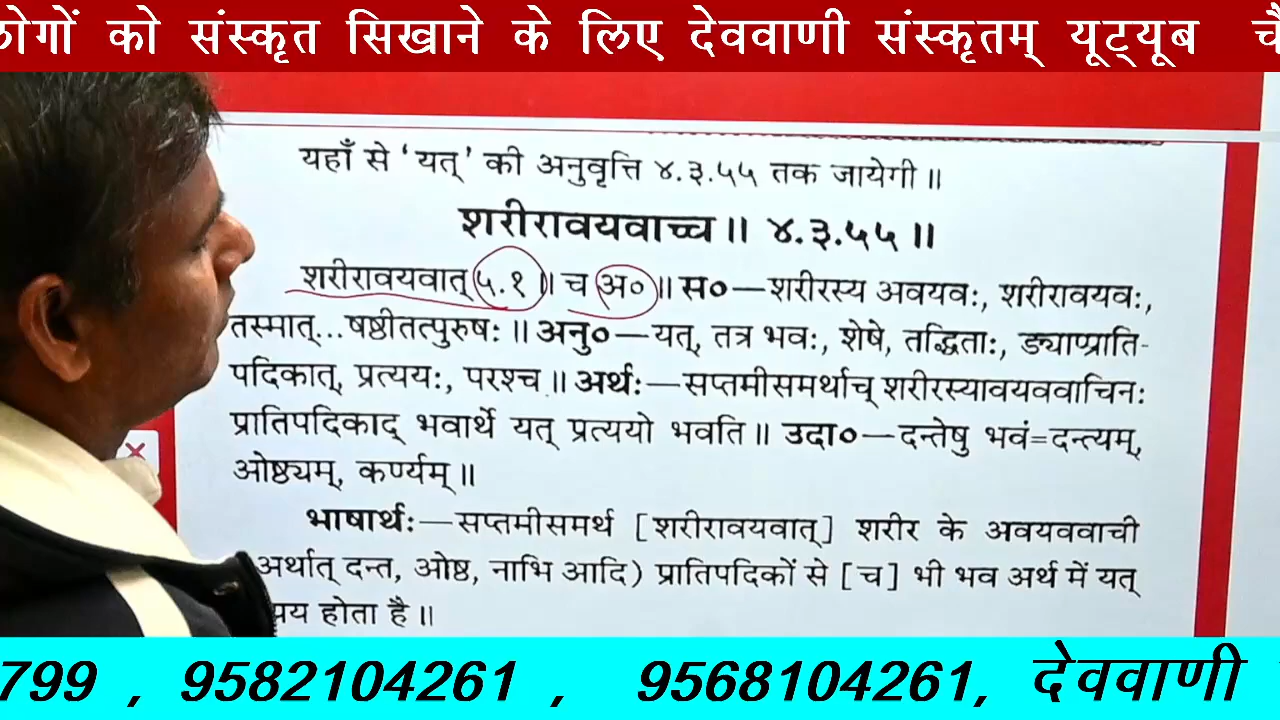 लोगों को संस्कृत सिखाने के लिए देववाणी संस्कृतम् यूट्यूब
यहाँ से ‘यत्’ की अनुवृत्ति ४.३.५५ तक जायेगी॥
शरीरावयवाच्च॥ ४.३.५५॥
शरीरावयवात् ५.१॥ च अ०॥ स०—शरीरस्य अवयवः, शरीरावयवः,
तस्मात्...षष्ठीतत्पुरुषः॥ अनु०—यत्, तत्र भवः, शेषे, तद्धिताः, ङ्याप्प्राति-
पदिकात्, प्रत्ययः, परश्च॥ अर्थः—सप्तमीसमर्थाच् शरीरस्यावयववाचिनः
प्रातिपदिकाद् भवार्थे यत् प्रत्ययो भवति॥ उदा०—दन्तेषु भवं=दन्त्यम्,
ओष्ठ्यम्, कर्ण्यम्॥
भाषार्थः—सप्तमीसमर्थ [शरीरावयवात्] शरीर के अवयववाची
अर्थात् दन्त, ओष्ठ, नाभि आदि) प्रातिपदिकों से [च] भी भव अर्थ में यत्
होता है॥
799 , 9582104261 , 9568104261, देववाणी